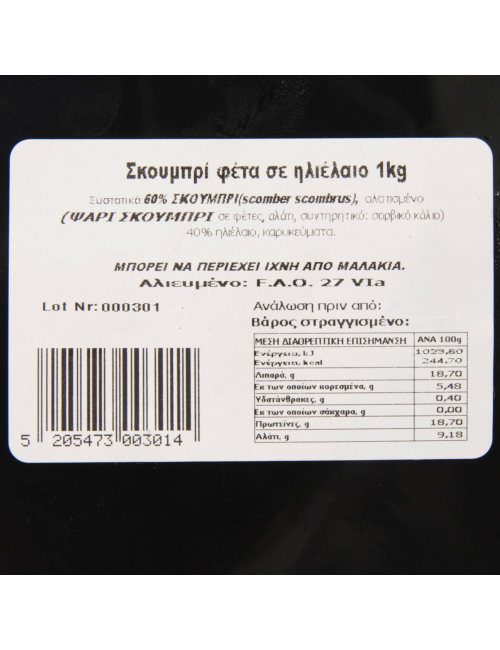 Σκουμπρί φέτα σε ηλιέλαιο 1kg
Συστατικά 60% ΣΚΟΥΜΠΡΙ(scomber scombrus), αλατισμένο
(ΨΑΡΙ ΣΚΟΥΜΠΡΙ σε φέτες, αλάτι, συντηρητικό: σορβικό κάλιο)
40% ηλιέλαιο, καρυκεύματα.
ΜΠΟΡΕΙ ΝΑ ΠΕΡΙΕΧΕΙ ΙΧΝΗ ΑΠΟ ΜΑΛΑΚΙΑ.
Αλιευμένο: F.A.O. 27 VIa
Lot Nr: 000301
Ανάλωση πριν από:
Βάρος στραγγισμένο:
ΜΕΣΗ ΔΙΑΘΡΕΠΤΙΚΗ ΕΠΙΣΗΜΑΝΣΗ ΑΝΑ 100g
Ενέργεια, kJ 1023,60
Ενέργεια, kcal 244,70
Λιπαρά, g 18,70
Εκ των οποίων κορεσμένα, g 5,48
Υδατάνθρακες, g 0,40
Εκ των οποίων σάκχαρα, g 0,00
Πρωτεΐνες, g 18,70
Αλάτι, g 9,18
5 205473 003014